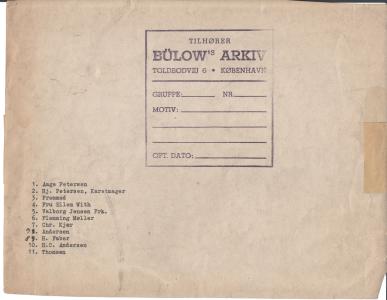 TILHØRER
BÜLOW'S ARKIV
TOLDBODVEJ 6 • KØBENHAVN
GRUPPE: NR
MOTIV:
OPT. DATO:
1. Aage Petersen
2. Hj. Petersen, Karetmager
3. Fremmed
4. Fru Ellen With
5. Valborg Jensen Frk.
6. Flemming Møller
7. Chr. Kjær
9 8. Andersen
8 9. H. Faber
10. H.C. Andersen
11. Thomsen